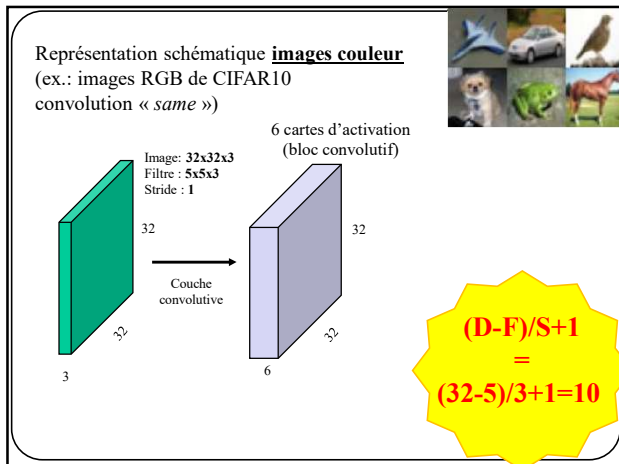 Représentation schématique images couleur
(ex.: images RGB de CIFAR10
convolution « same »)
6 cartes d’activation
(bloc convolutif)
Image: 32x32x3
Filtre : 5x5x3
Stride : 1
32
32
3
Couche
convolutive
32
32
6
(D-F)/S+1
=
(32-5)/3+1=10